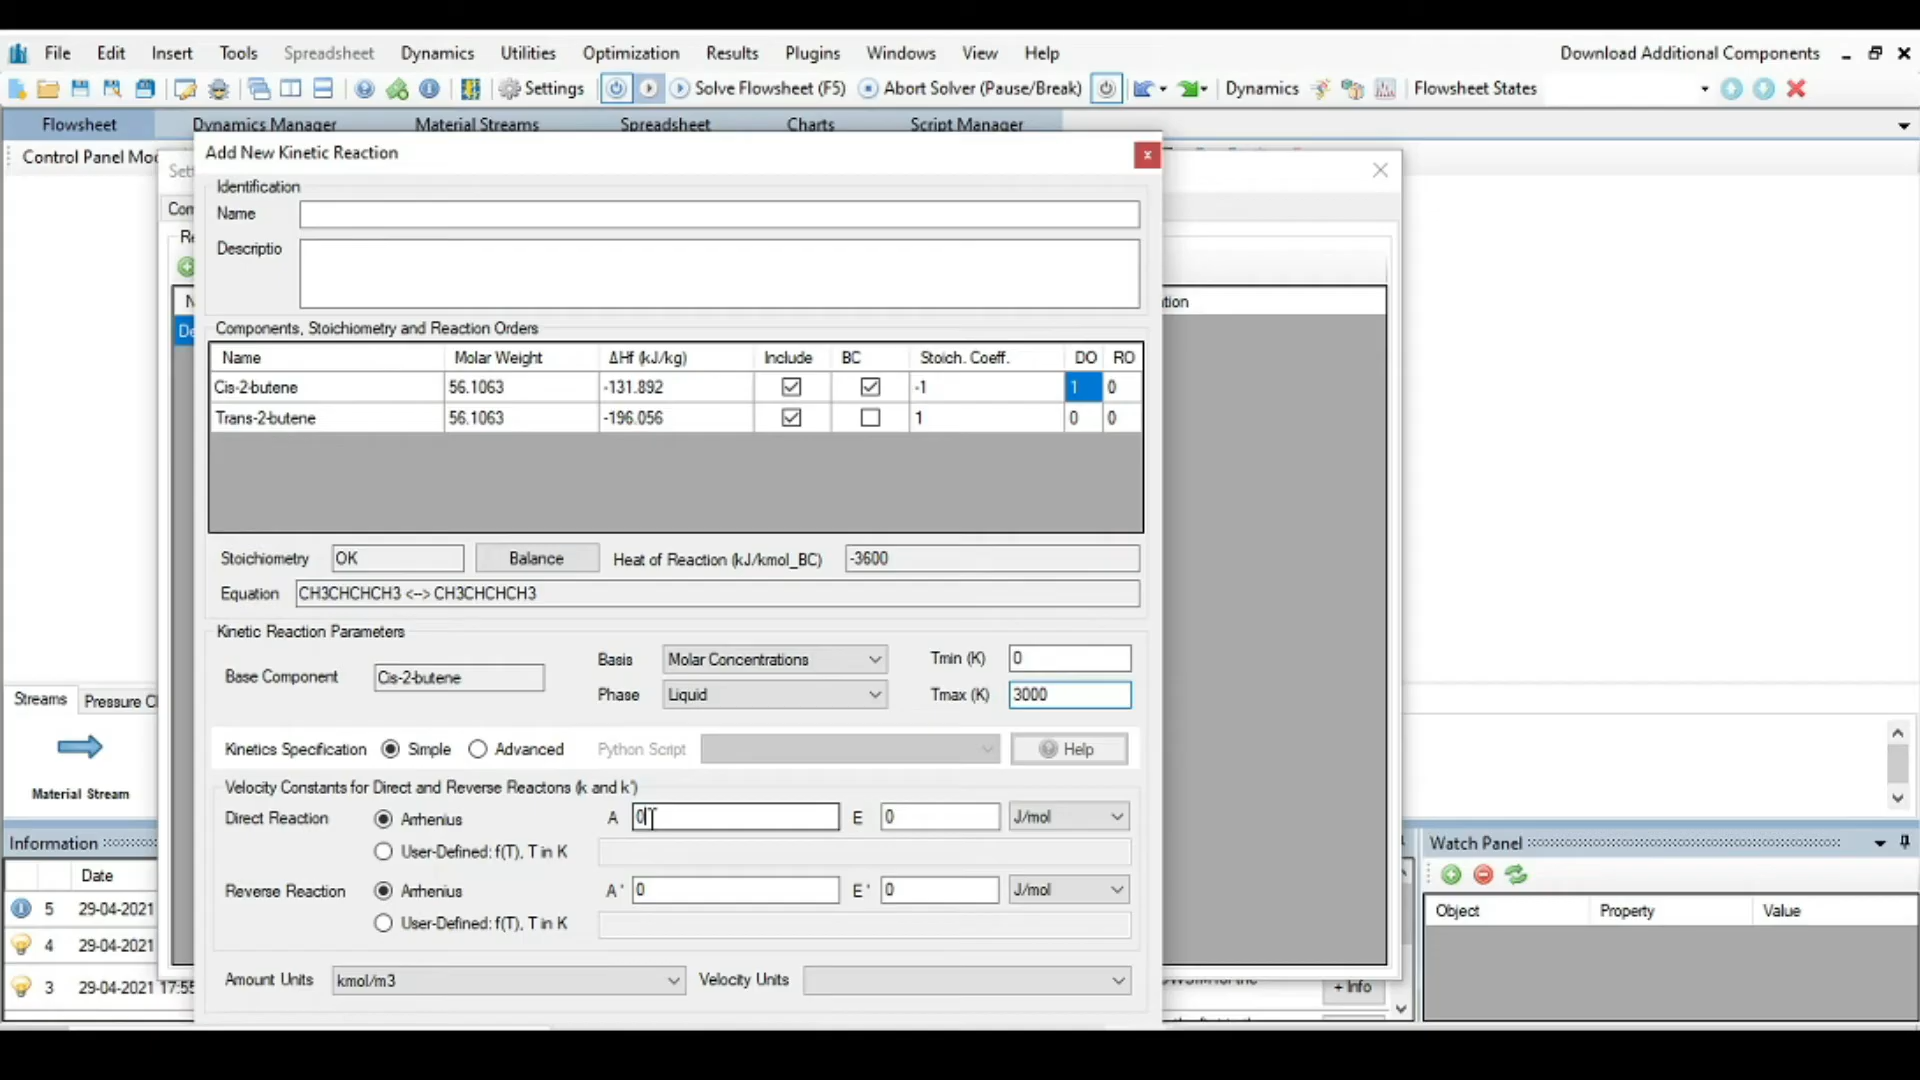 File Edit Insert Tools Spreadsheet Dynamics Utilities Optimization Results Plugins Windows View Help Download Additional Components
Settings Solve Flowsheet (F5) Abort Solver (Pause/Break) Dynamics Flowsheet States
Flowsheet Dynamics Manager Material Streams Spreadsheet Charts Script Manager
Control Panel Mo
Add New Kinetic Reaction
Identification
Name
Descriptio
Components, Stoichiometry and Reaction Orders
Name Molar Weight ΔHf (kJ/kg) Include BC Stoich. Coeff. DO RO
Cis-2-butene 56.1063 -131.892 -1 1 0
Trans-2-butene 56.1063 -196.056 1 0 0
Stoichiometry OK Balance Heat of Reaction (kJ/kmol_BC) -3600
Equation CH3CHCHCH3 <--> CH3CHCHCH3
Kinetic Reaction Parameters
Base Component Cis-2-butene
Basis Molar Concentrations Tmin (K) 0
Phase Liquid Tmax (K) 3000
Kinetics Specification Simple Advanced Python Script Help
Velocity Constants for Direct and Reverse Reactons (k and k')
Direct Reaction Arrhenius A 0 E 0 J/mol
User-Defined: f(T), T in K
Reverse Reaction Arrhenius A' 0 E' 0 J/mol
User-Defined: f(T), T in K
Amount Units kmol/m3 Velocity Units
Set
Com
Re
N
De
tion
Streams Pressure C
Material Stream
Information
Date
5 29-04-2021
4 29-04-2021
3 29-04-2021 17:55
+ Info
Watch Panel
Object Property Value